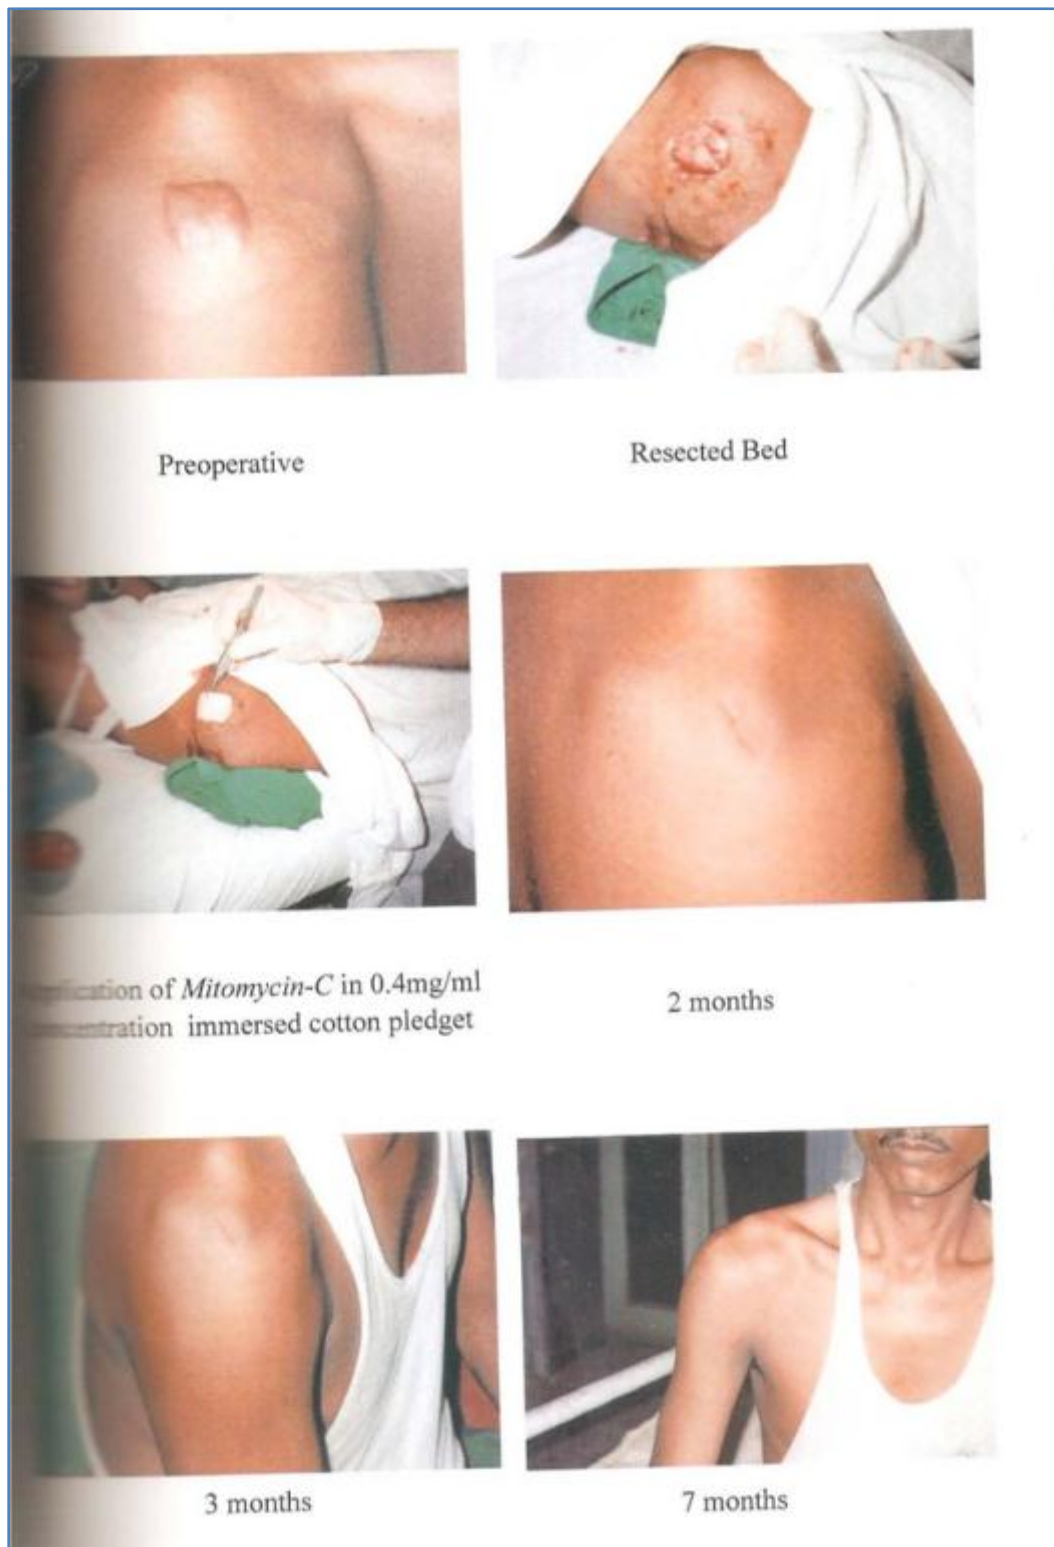 Preoperative
Resected Bed
of Mitomycin-C in 0.4mg/ml
immersed cotton pledget
2 months
3 months
7 months